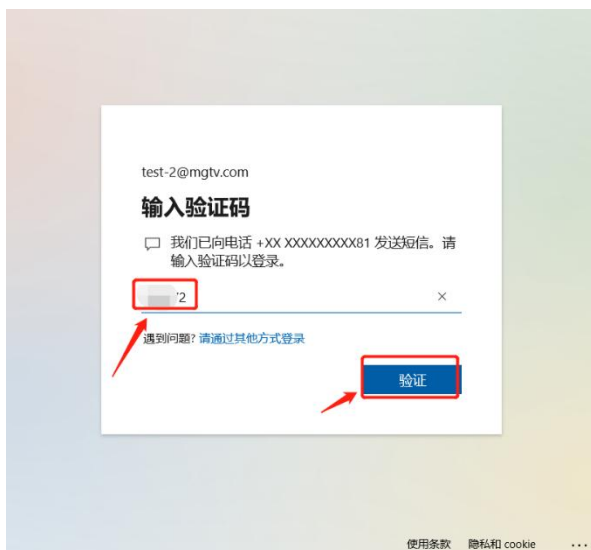 test-2@mgtv.com
输入验证码
我们已向电话 +XX XXXXXXXXX81 发送短信。请
输入验证码以登录。
72
遇到问题? 请通过其他方式登录
验证
使用条款 隐私和 cookie ...